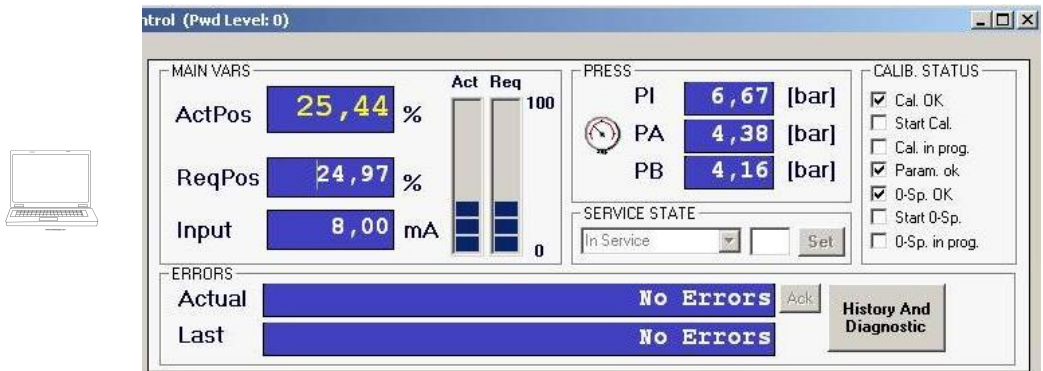 ntrol (Pwd Level: 0)
MAIN VARS
Act Req
ActPos 25,44 %
100
ReqPos 24,97 %
Input 8,00 mA
0
PRESS
PI 6,67 [bar]
PA 4,38 [bar]
PB 4,16 [bar]
SERVICE STATE
In Service Set
CALIB. STATUS
Cal. OK
Start Cal.
Cal. in prog.
Param. ok
0-Sp. OK
Start 0-Sp.
0-Sp. in prog.
ERRORS
Actual No Errors Ack
Last No Errors
History And
Diagnostic